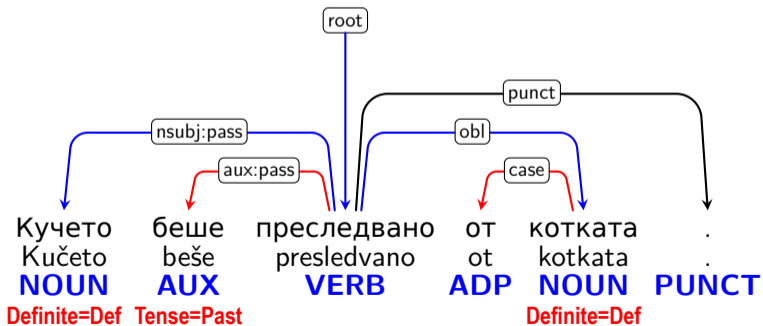 root
punct
nsubj:pass obl
aux:pass case
Кучето беше преследвано от котката .
Kučeto beše presledvano ot kotkata .
NOUN AUX VERB ADP NOUN PUNCT
Definite=Def Tense=Past Definite=Def